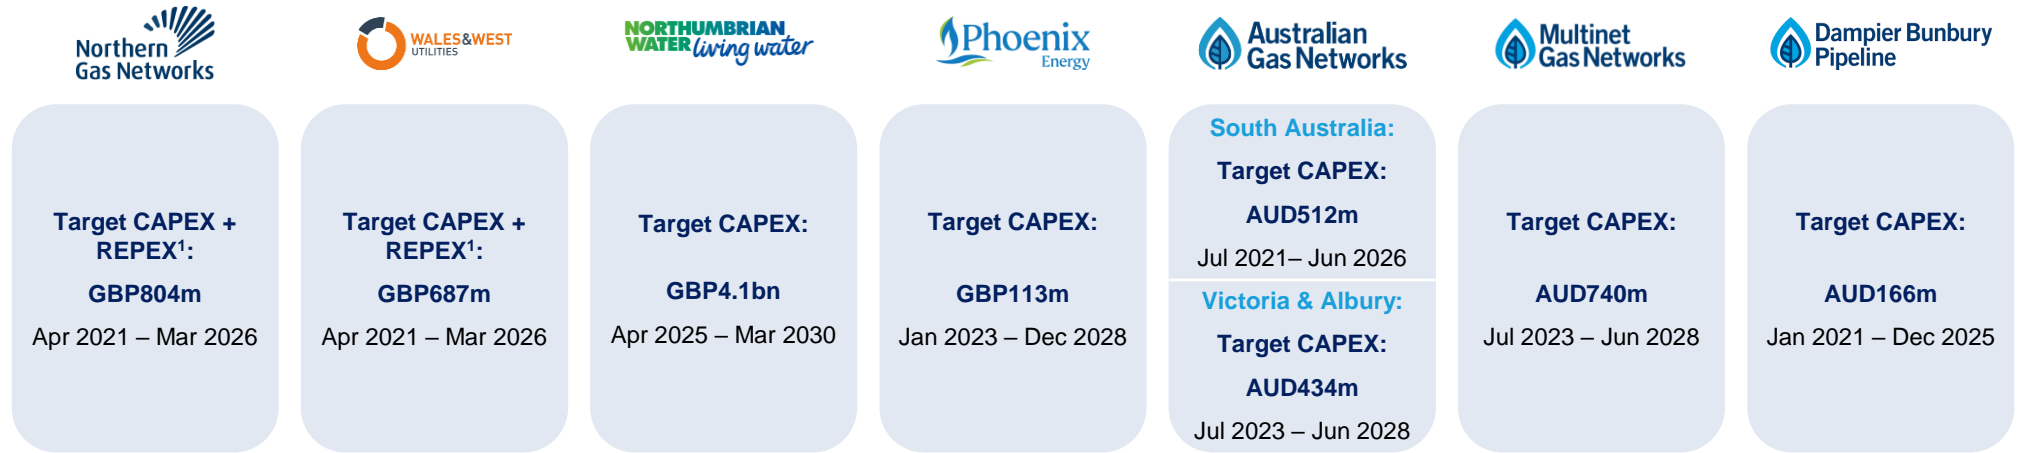 Northern
Gas Networks
WALES&WEST
UTILITIES
NORTHUMBRIAN
WATER living water
Phoenix
Energy
Australian
Gas Networks
Multinet
Gas Networks
Dampier Bunbury
Pipeline
Target CAPEX +
REPEX¹:
GBP804m
Apr 2021 – Mar 2026
Target CAPEX +
REPEX¹:
GBP687m
Apr 2021 – Mar 2026
Target CAPEX:
GBP4.1bn
Apr 2025 – Mar 2030
Target CAPEX:
GBP113m
Jan 2023 – Dec 2028
South Australia:
Target CAPEX:
AUD512m
Jul 2021– Jun 2026
Victoria & Albury:
Target CAPEX:
AUD434m
Jul 2023 – Jun 2028
Target CAPEX:
AUD740m
Jul 2023 – Jun 2028
Target CAPEX:
AUD166m
Jan 2021 – Dec 2025